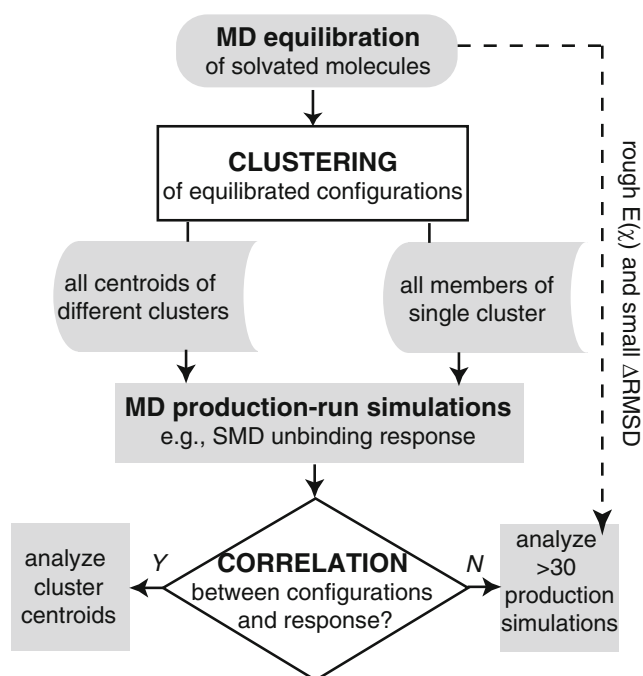 MD equilibration
of solvated molecules
CLUSTERING
of equilibrated configurations
all centroids of
different clusters
all members of
single cluster
rough E(χ) and small ΔRMSD
MD production-run simulations
e.g., SMD unbinding response
CORRELATION
between configurations
and response?
Y
N
analyze
cluster
centroids
analyze
>30
production
simulations